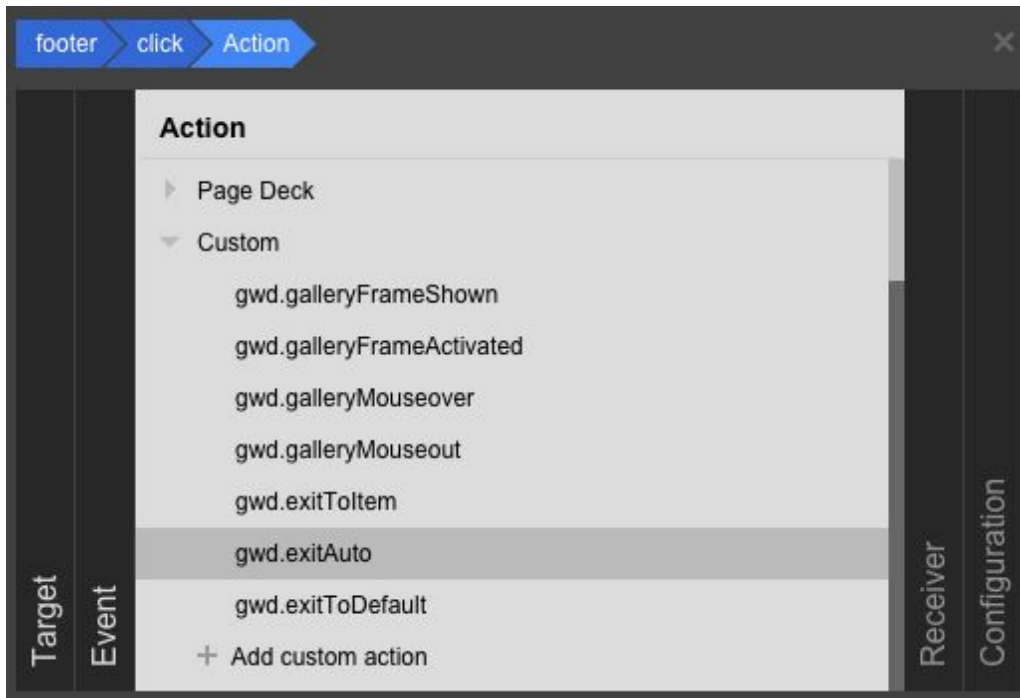 footer click Action
Action
Page Deck
Custom
gwd.galleryFrameShown
gwd.galleryFrameActivated
gwd.galleryMouseover
gwd.galleryMouseout
gwd.exitToItem
gwd.exitAuto
gwd.exitToDefault
+ Add custom action
Target
Event
Receiver
Configuration